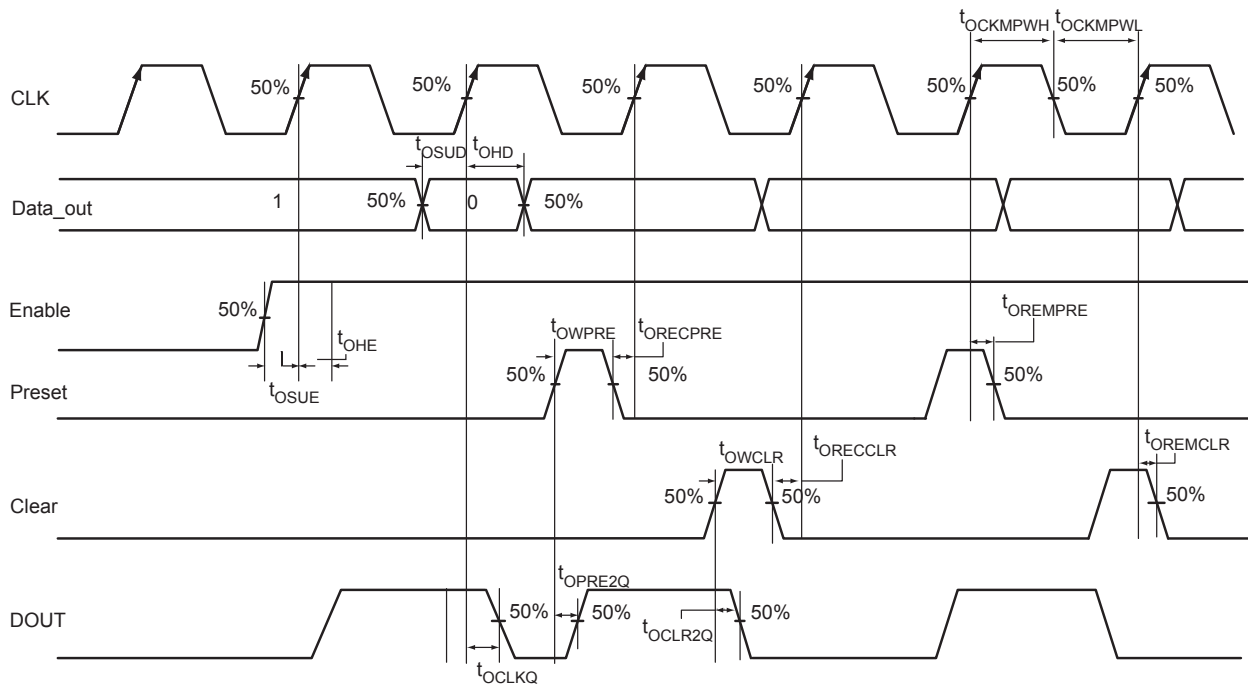 tOCKMPWH tOCKMPWL
CLK 50% 50% 50% 50% 50% 50% 50%
tOSUD tOHD
Data_out 1 50% 0 50%
Enable 50%
tOHE
tOSUE
tOWPRE tORECPRE tOREMPRE
Preset 50% 50% 50%
tOWCLR tORECCLR tOREMCLR
Clear 50% 50% 50%
tOPRE2Q
DOUT 50% 50% 50%
tOCLR2Q
tOCLKQ